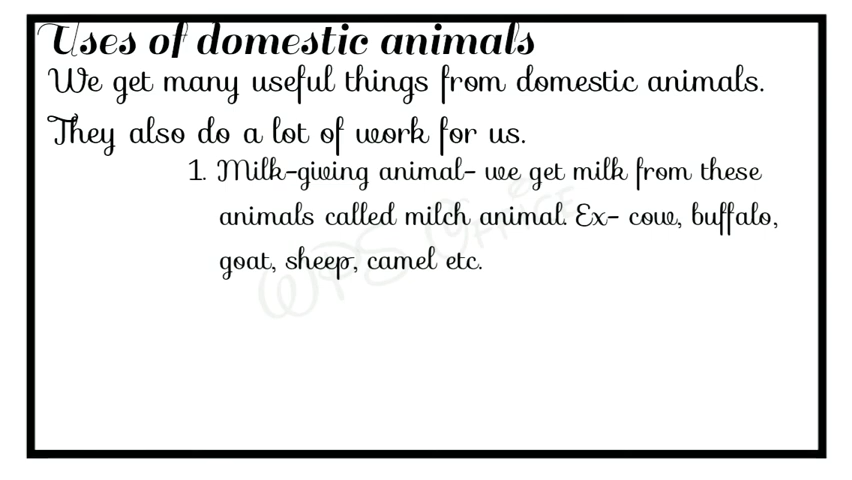 Uses of domestic animals
We get many useful things from domestic animals.
They also do a lot of work for us.
1. Milk-giving animal- we get milk from these
animals called milch animal. Ex- cow, buffalo,
goat, sheep, camel etc.
WPS Office